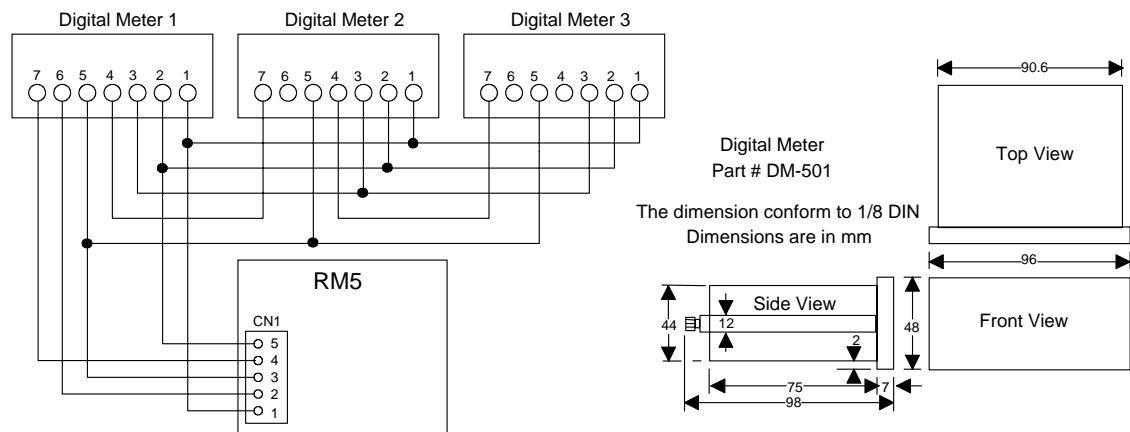 Digital Meter 1
Digital Meter 2
Digital Meter 3
7 6 5 4 3 2 1
7 6 5 4 3 2 1
7 6 5 4 3 2 1
90.6
Top View
Digital Meter
Part # DM-501
The dimension conform to 1/8 DIN
Dimensions are in mm
96
RM5
CN1
5
4
3
2
1
Side View
44
12
2
48
Front View
75
7
98